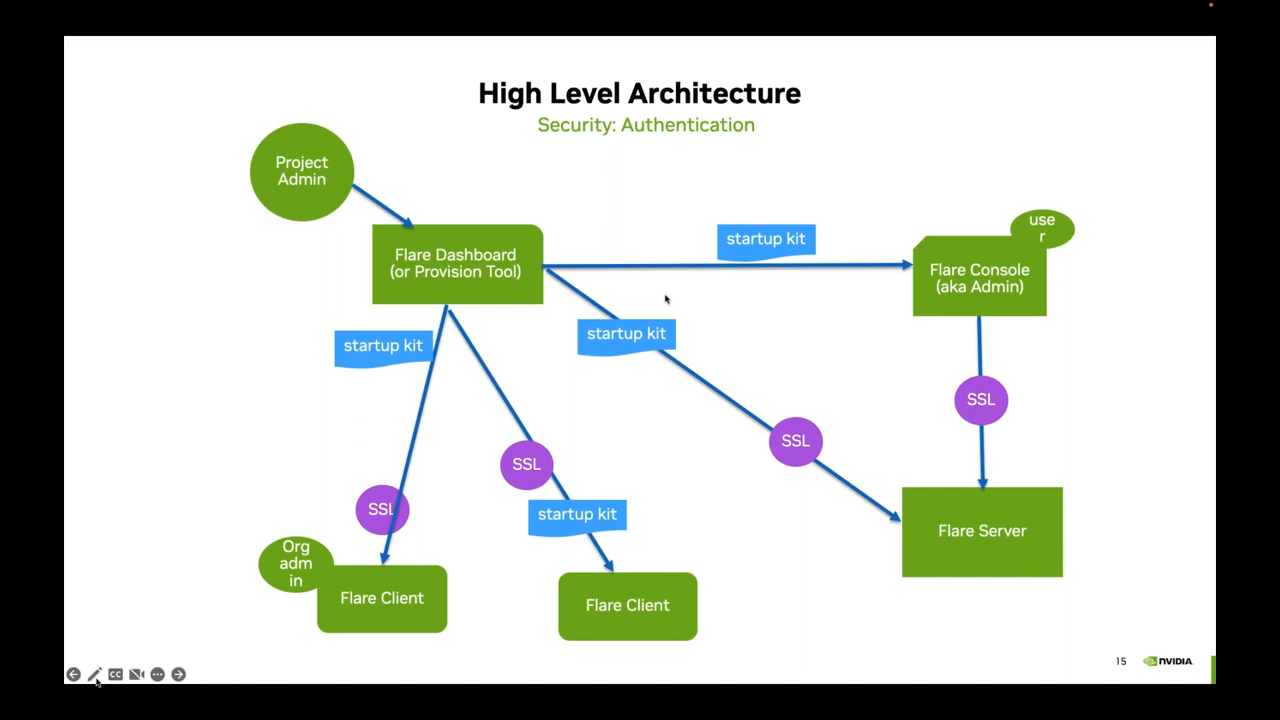 High Level Architecture
Security: Authentication
Project
Admin
Flare Dashboard
(or Provision Tool)
startup kit
use
r
Flare Console
(aka Admin)
startup kit
startup kit
SSL
SSL
SSL
SSL
startup kit
Flare Server
Org
adm
in
Flare Client
Flare Client
15
NVIDIA.
CC